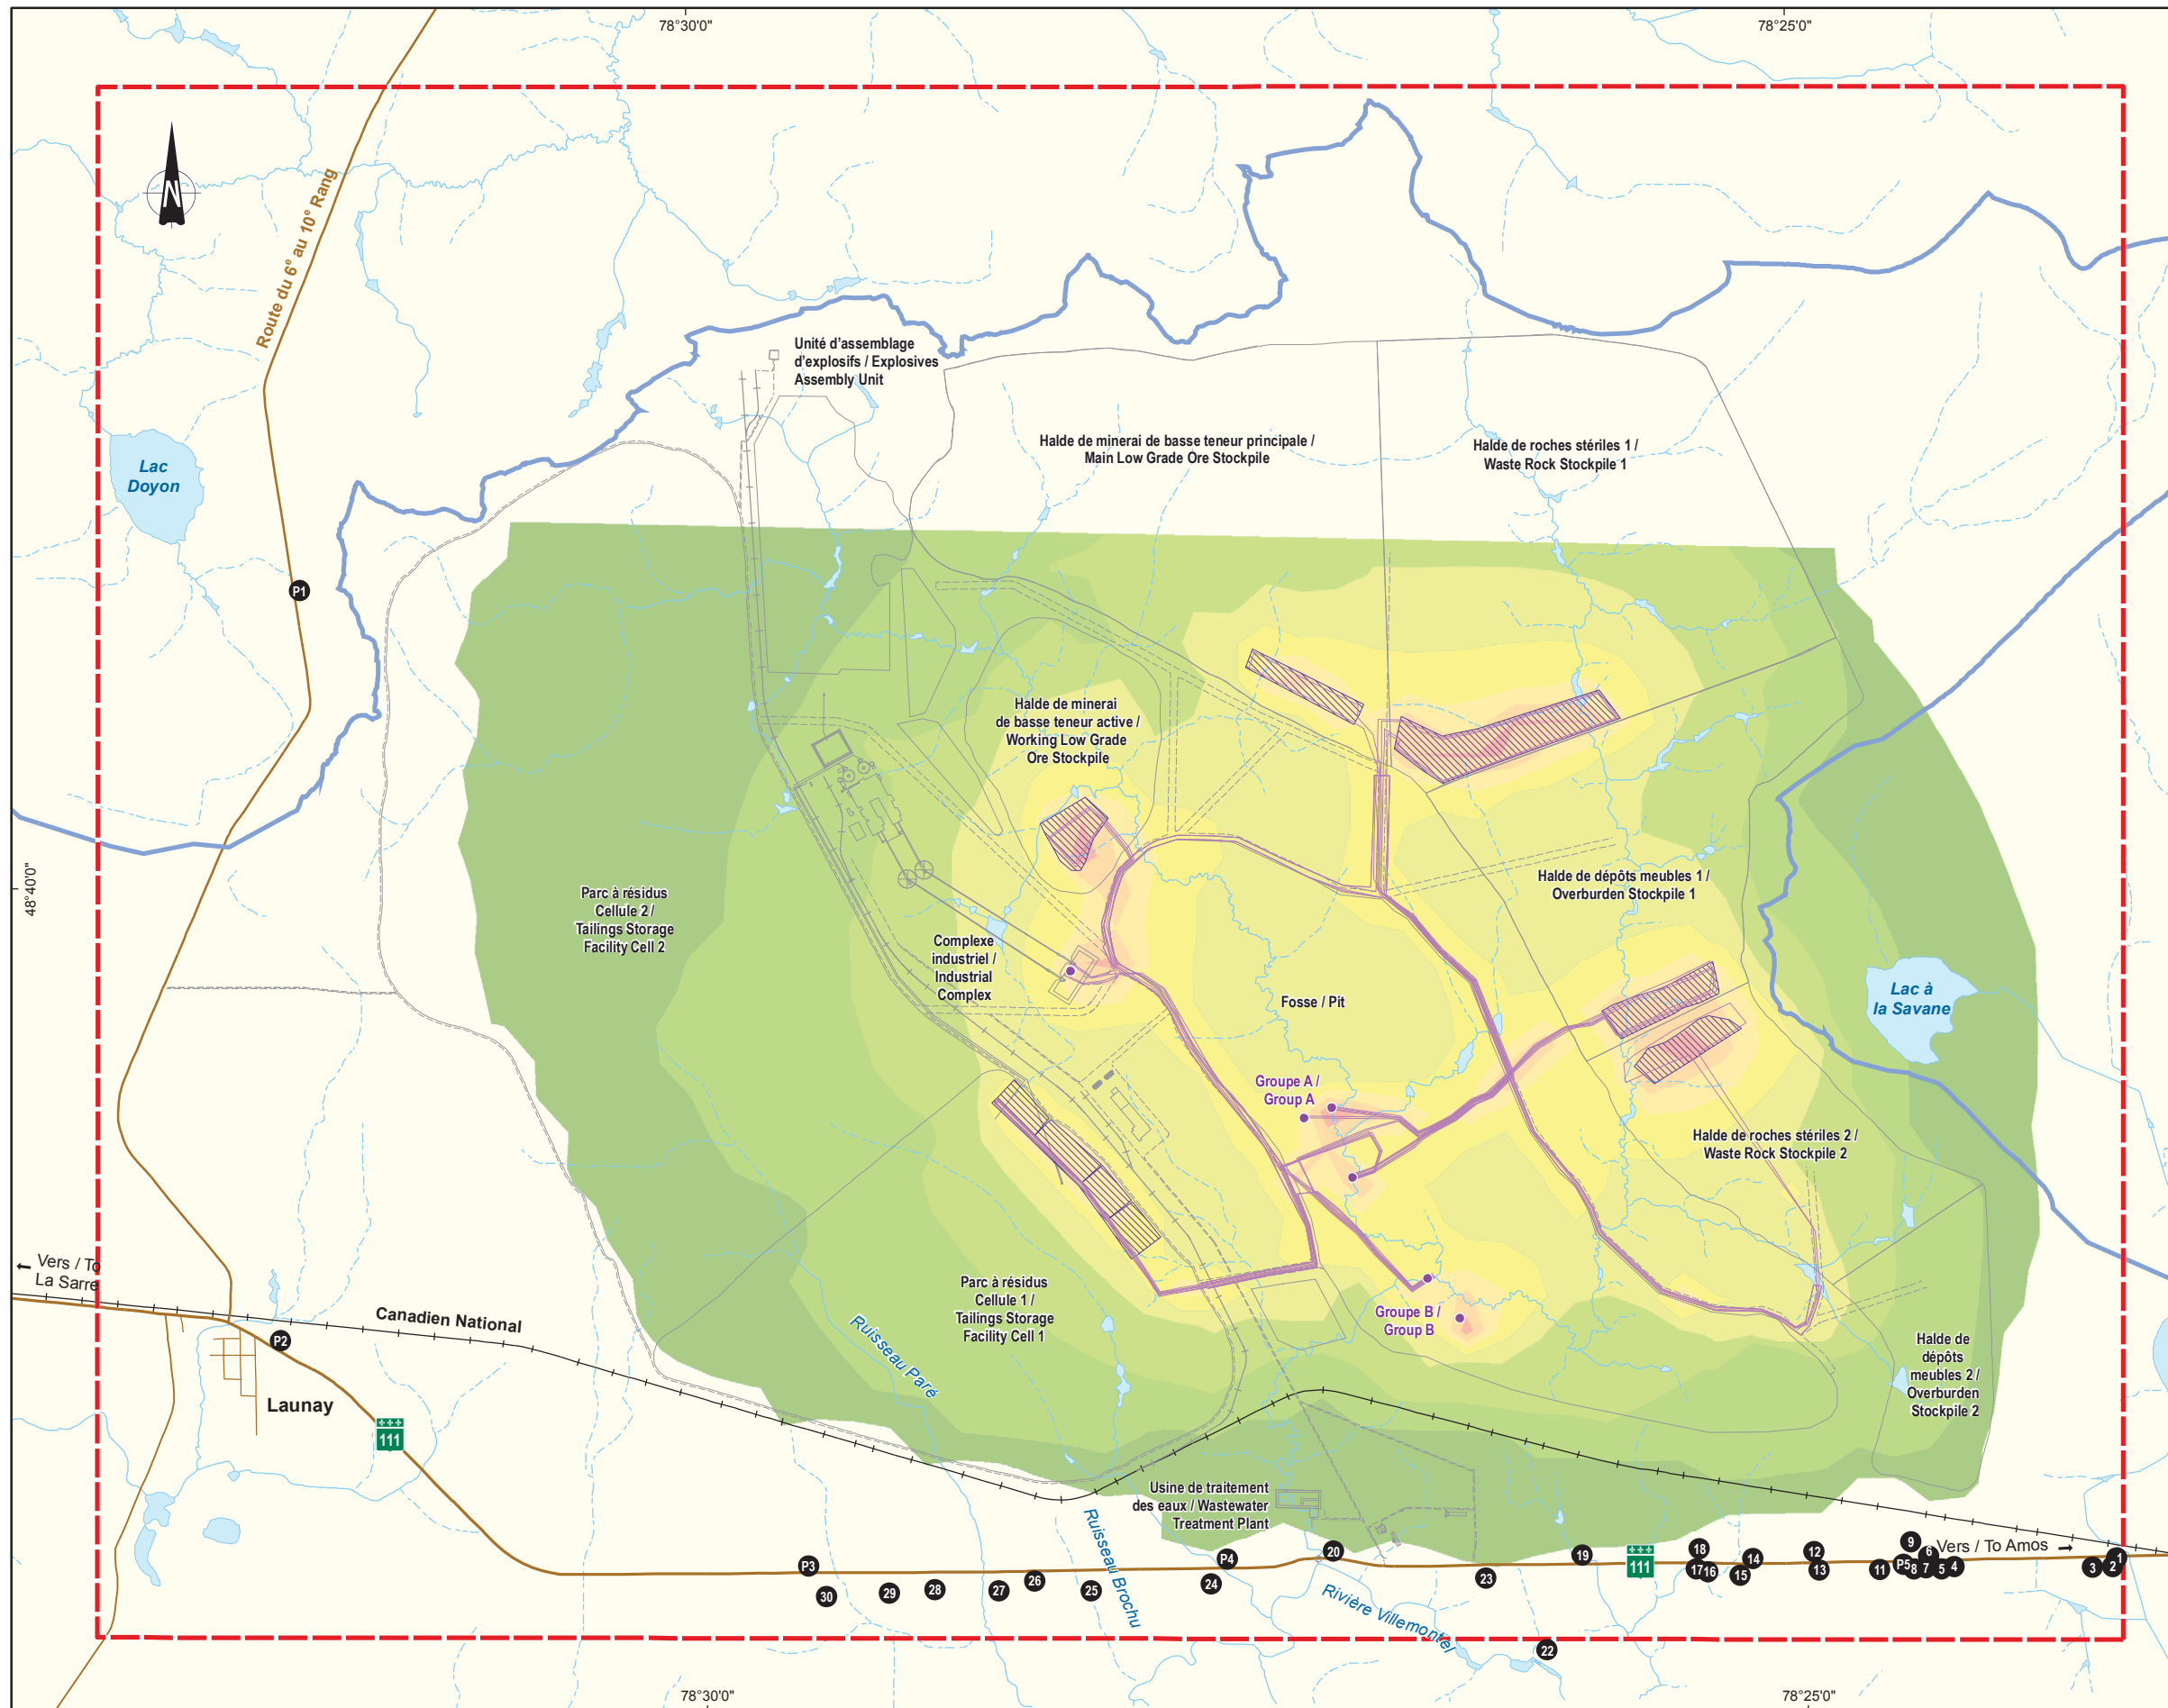 78°30'0"
78°25'0"
N
Route du 6e au 10e Rang
Unité d'assemblage
d'explosifs / Explosives
Assembly Unit
Halde de minerai de basse teneur principale /
Main Low Grade Ore Stockpile
Halde de roches stériles 1 /
Waste Rock Stockpile 1
Lac
Doyon
P1
Halde de minerai
de basse teneur active /
Working Low Grade
Ore Stockpile
48°40'0"
Parc à résidus
Cellule 2 /
Tailings Storage
Facility Cell 2
Halde de dépôts meubles 1 /
Overburden Stockpile 1
Complexe
industriel /
Industrial
Complex
Fosse / Pit
Lac à
la Savane
Groupe A /
Group A
Halde de roches stériles 2 /
Waste Rock Stockpile 2
Vers / To
La Sarre
Canadien National
P2
Parc à résidus
Cellule 1 /
Tailings Storage
Facility Cell 1
Groupe B /
Group B
Ruisseau Paré
Halde de
dépôts
meubles 2 /
Overburden
Stockpile 2
Launay
111
Usine de traitement
des eaux / Wastewater
Treatment Plant
Ruisseau Brochu
Rivière Villemontel
Vers / To Amos
111
P3
30
29
28
27
26
25
P4
24
20
23
22
19
18
17
16
15
14
12
13
11
P5
9
8
7
6
5
4
3
2
1
78°30'0"
78°25'0"